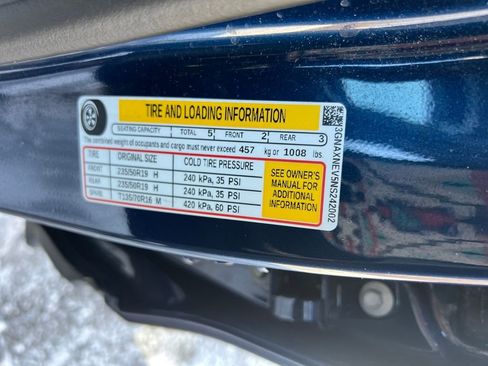 TIRE AND LOADING INFORMATION
SEATING CAPACITY TOTAL 5 FRONT 2 REAR 3
The combined weight of occupants and cargo must never exceed 457 kg or 1008 lbs.
TIRE ORIGINAL SIZE COLD TIRE PRESSURE
FRONT 235/50R19 H 240 kPa, 35 PSI
REAR 235/50R19 H 240 kPa, 35 PSI
SPARE T135/70R16 M 420 kPa, 60 PSI
SEE OWNER'S
MANUAL FOR
ADDITIONAL
INFORMATION
3GNAXNEV5NS242002